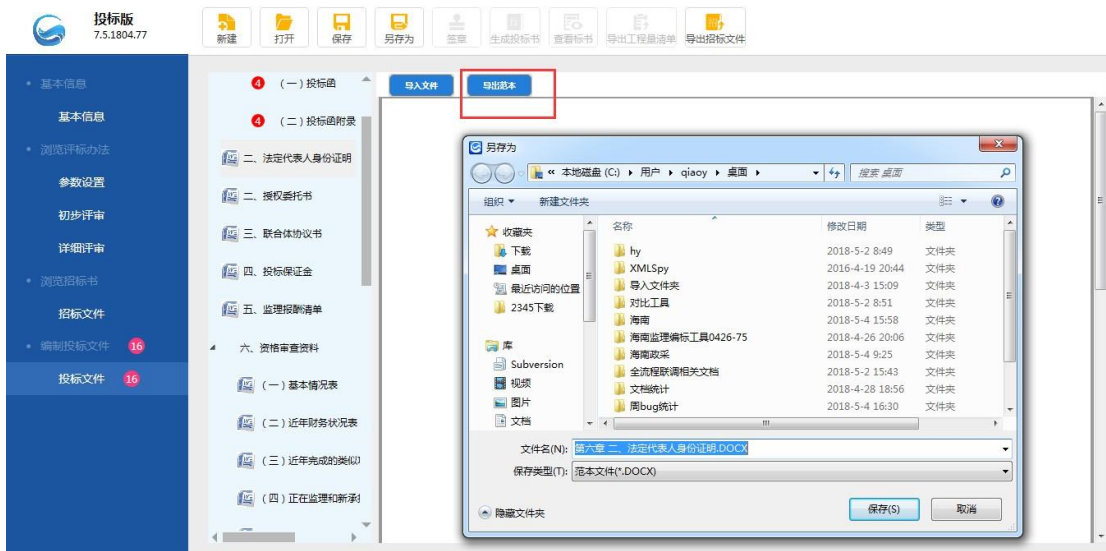 投标版
7.5.1804.77
新建
打开
保存
另存为
签章
生成投标书
查看标书
导出工程量清单
导出招标文件
基本信息
基本信息
浏览评标办法
参数设置
初步评审
详细评审
浏览招标书
招标文件
编制投标文件 16
投标文件 16
4 (一)投标函
4 (二)投标函附录
二、法定代表人身份证明
二、授权委托书
三、联合体协议书
四、投标保证金
五、监理报酬清单
六、资格审查资料
(一)基本情况表
(二)近年财务状况表
(三)近年完成的类似
(四)正在监理和新承
导入文件
导出范本
另存为
« 本地磁盘 (C:) 用户 qiaoy 桌面
搜索 桌面
组织 新建文件夹
收藏夹
下载
桌面
最近访问的位置
2345下载
库
Subversion
视频
图片
文档
名称 修改日期 类型
hy 2018-5-2 8:49 文件夹
XMLSpy 2016-4-19 20:44 文件夹
导入文件夹 2018-4-3 15:09 文件夹
对比工具 2018-5-2 8:51 文件夹
海南 2018-5-4 15:58 文件夹
海南监理编标工具0426-75 2018-4-26 20:06 文件夹
海南政采 2018-5-4 9:25 文件夹
全流程联调相关文档 2018-5-2 15:43 文件夹
文档统计 2018-4-28 18:56 文件夹
周bug统计 2018-5-4 16:30 文件夹
文件名(N): 第六章 二、法定代表人身份证明.DOCX
保存类型(T): 范本文件(*.DOCX)
隐藏文件夹
保存(S)
取消